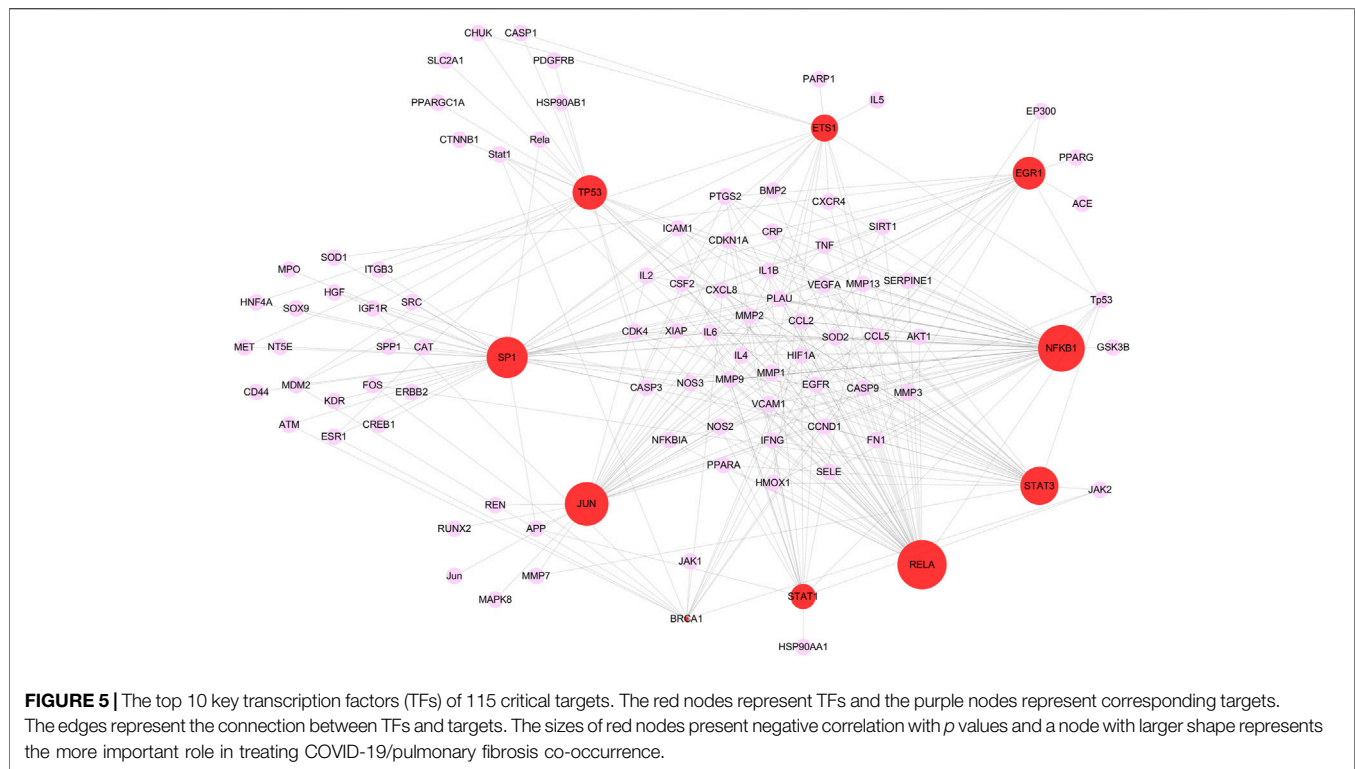 CHUK
CASP1
SLC2A1
PDGFRB
PPARGC1A
HSP90AB1
CTNNB1
Stat1
Rela
TP53
PARP1
IL5
ETS1
EP300
PPARG
EGR1
ACE
PTGS2
BMP2
CXCR4
ICAM1
CDKN1A
CRP
TNF
SIRT1
SOD1
MPO
ITGB3
HNF4A
HGF
SOX9
IGF1R
SRC
IL2
CSF2
CXCL8
IL1B
PLAU
VEGFA
MMP13
SERPINE1
Tp53
MMP2
CCL2
CDK4
XIAP
IL6
SOD2
CCL5
AKT1
NFKB1
GSK3B
MET
NT5E
SPP1
CAT
SP1
IL4
HIF1A
MMP1
CD44
MDM2
FOS
KDR
ERBB2
CASP3
NOS3
MMP9
EGFR
CASP9
MMP3
VCAM1
ATM
ESR1
CREB1
NFKBIA
NOS2
IFNG
CCND1
FN1
PPARA
HMOX1
SELE
STAT3
JAK2
REN
JUN
RUNX2
APP
Jun
MMP7
MAPK8
JAK1
RELA
STAT1
BRCA1
HSP90AA1
FIGURE 5 | The top 10 key transcription factors (TFs) of 115 critical targets. The red nodes represent TFs and the purple nodes represent corresponding targets.
The edges represent the connection between TFs and targets. The sizes of red nodes present negative correlation with p values and a node with larger shape represents
the more important role in treating COVID-19/pulmonary fibrosis co-occurrence.